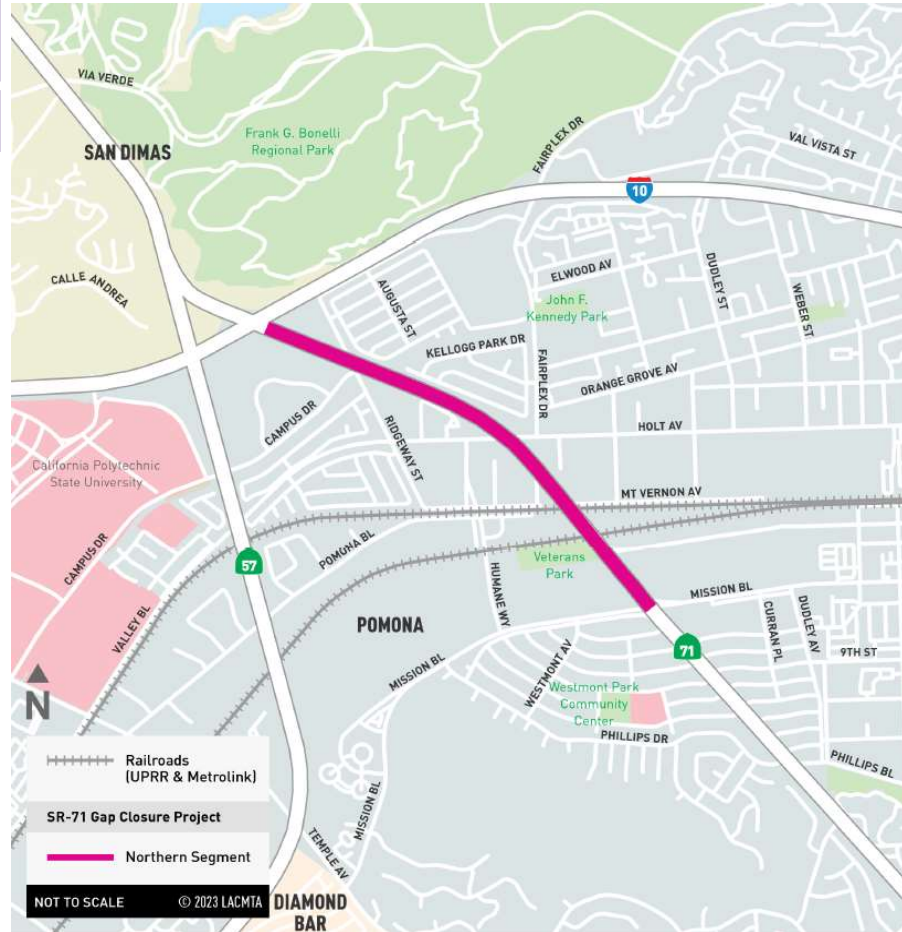 VIA VERDE
SAN DIMAS
Frank G. Bonelli
Regional Park
FAIRPLEX DR
VAL VISTA ST
10
CALLE ANDREA
AUGUSTA ST
ELWOOD AV
DUDLEY ST
WEBER ST
John F.
Kennedy Park
KELLOGG PARK DR
FAIRPLEX DR
ORANGE GROVE AV
CAMPUS DR
RIDGEWAY ST
HOLT AV
California Polytechnic
State University
MT VERNON AV
CAMPUS DR
57
POMONA BL
Veterans
Park
VALLEY BL
HUMANE WY
MISSION BL
POMONA
CURRAN PL
DUDLEY AV
71
9TH ST
MISSION BL
WESTMONT AV
Westmont Park
Community
Center
N
PHILLIPS DR
PHILLIPS BL
Railroads
(UPRR & Metrolink)
SR-71 Gap Closure Project
MISSION BL
Northern Segment
TEMPLE AV
NOT TO SCALE
© 2023 LACMTA
DIAMOND
BAR